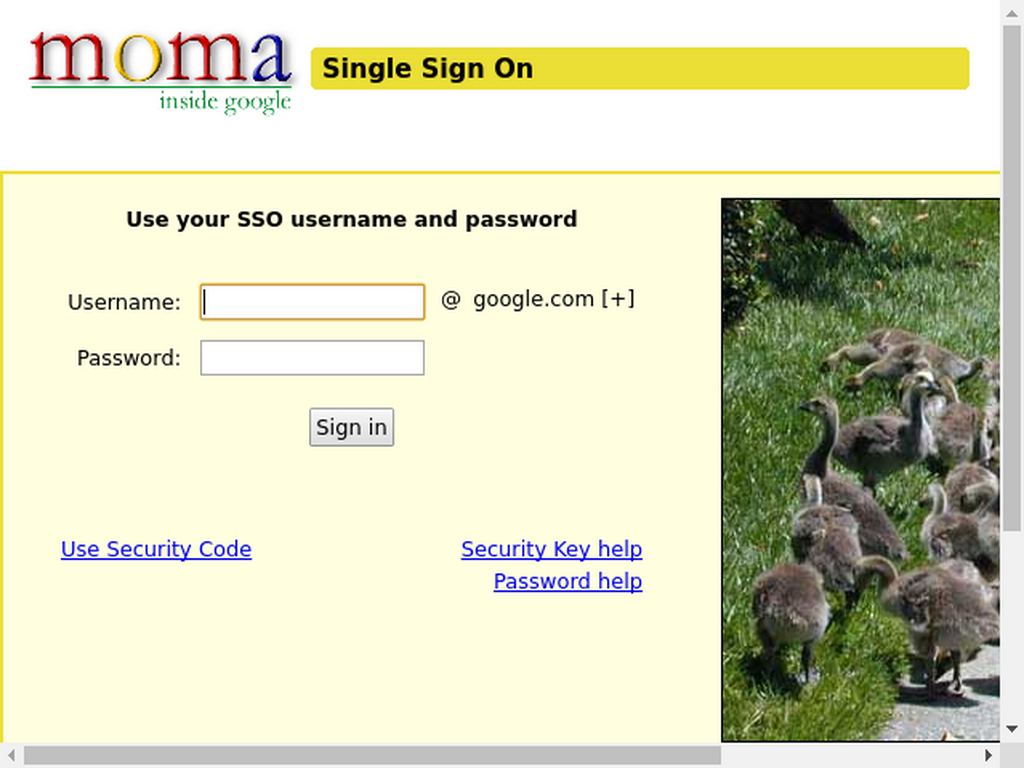 moma
inside google
Single Sign On
Use your SSO username and password
Username: @ google.com [+]
Password:
Sign in
Use Security Code
Security Key help
Password help